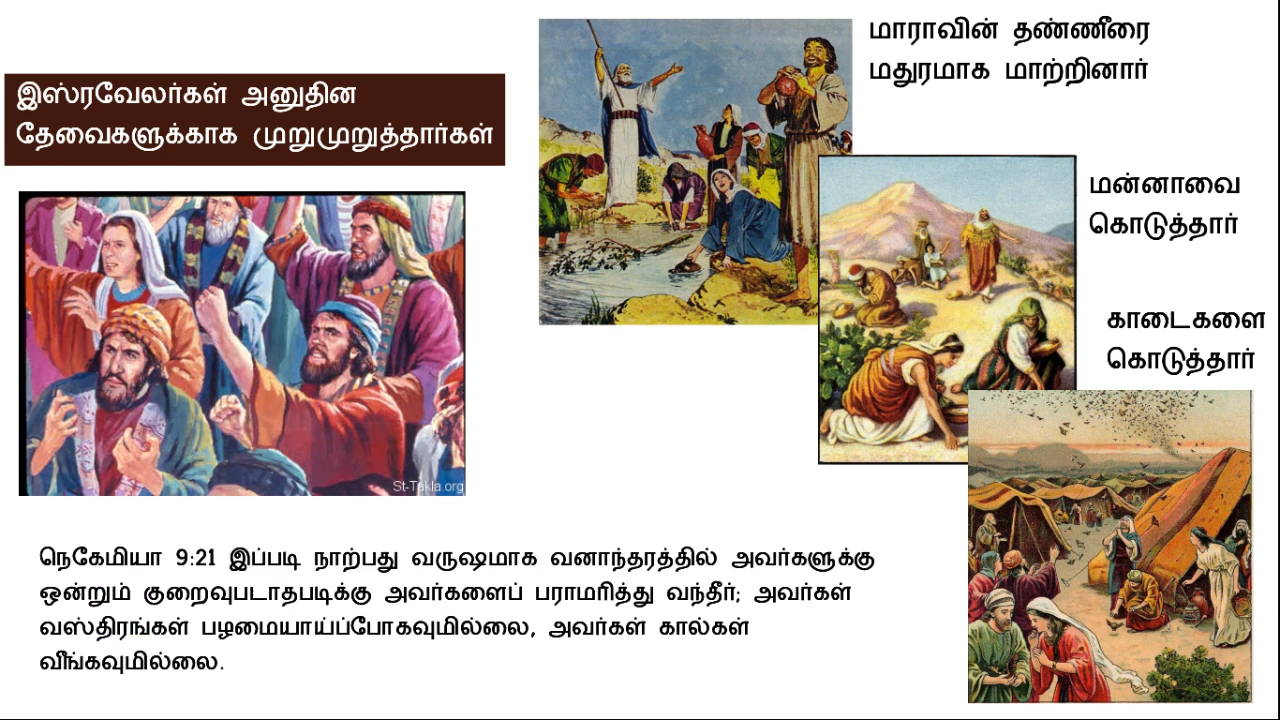 இஸ்ரவேலர்கள் அனுதின
தேவைகளுக்காக முறுமுறுத்தார்கள்
மாராவின் தண்ணீரை
மதுரமாக மாற்றினார்
மன்னாவை
கொடுத்தார்
காடைகளை
கொடுத்தார்
St-Takla.org
நெகேமியா 9:21 இப்படி நாற்பது வருஷமாக வனாந்தரத்தில் அவர்களுக்கு
ஒன்றும் குறைவுபடாதபடிக்கு அவர்களைப் பராமரித்து வந்தீர்; அவர்கள்
வஸ்திரங்கள் பழமையாய்ப்போகவுமில்லை, அவர்கள் கால்கள்
வீங்கவுமில்லை.